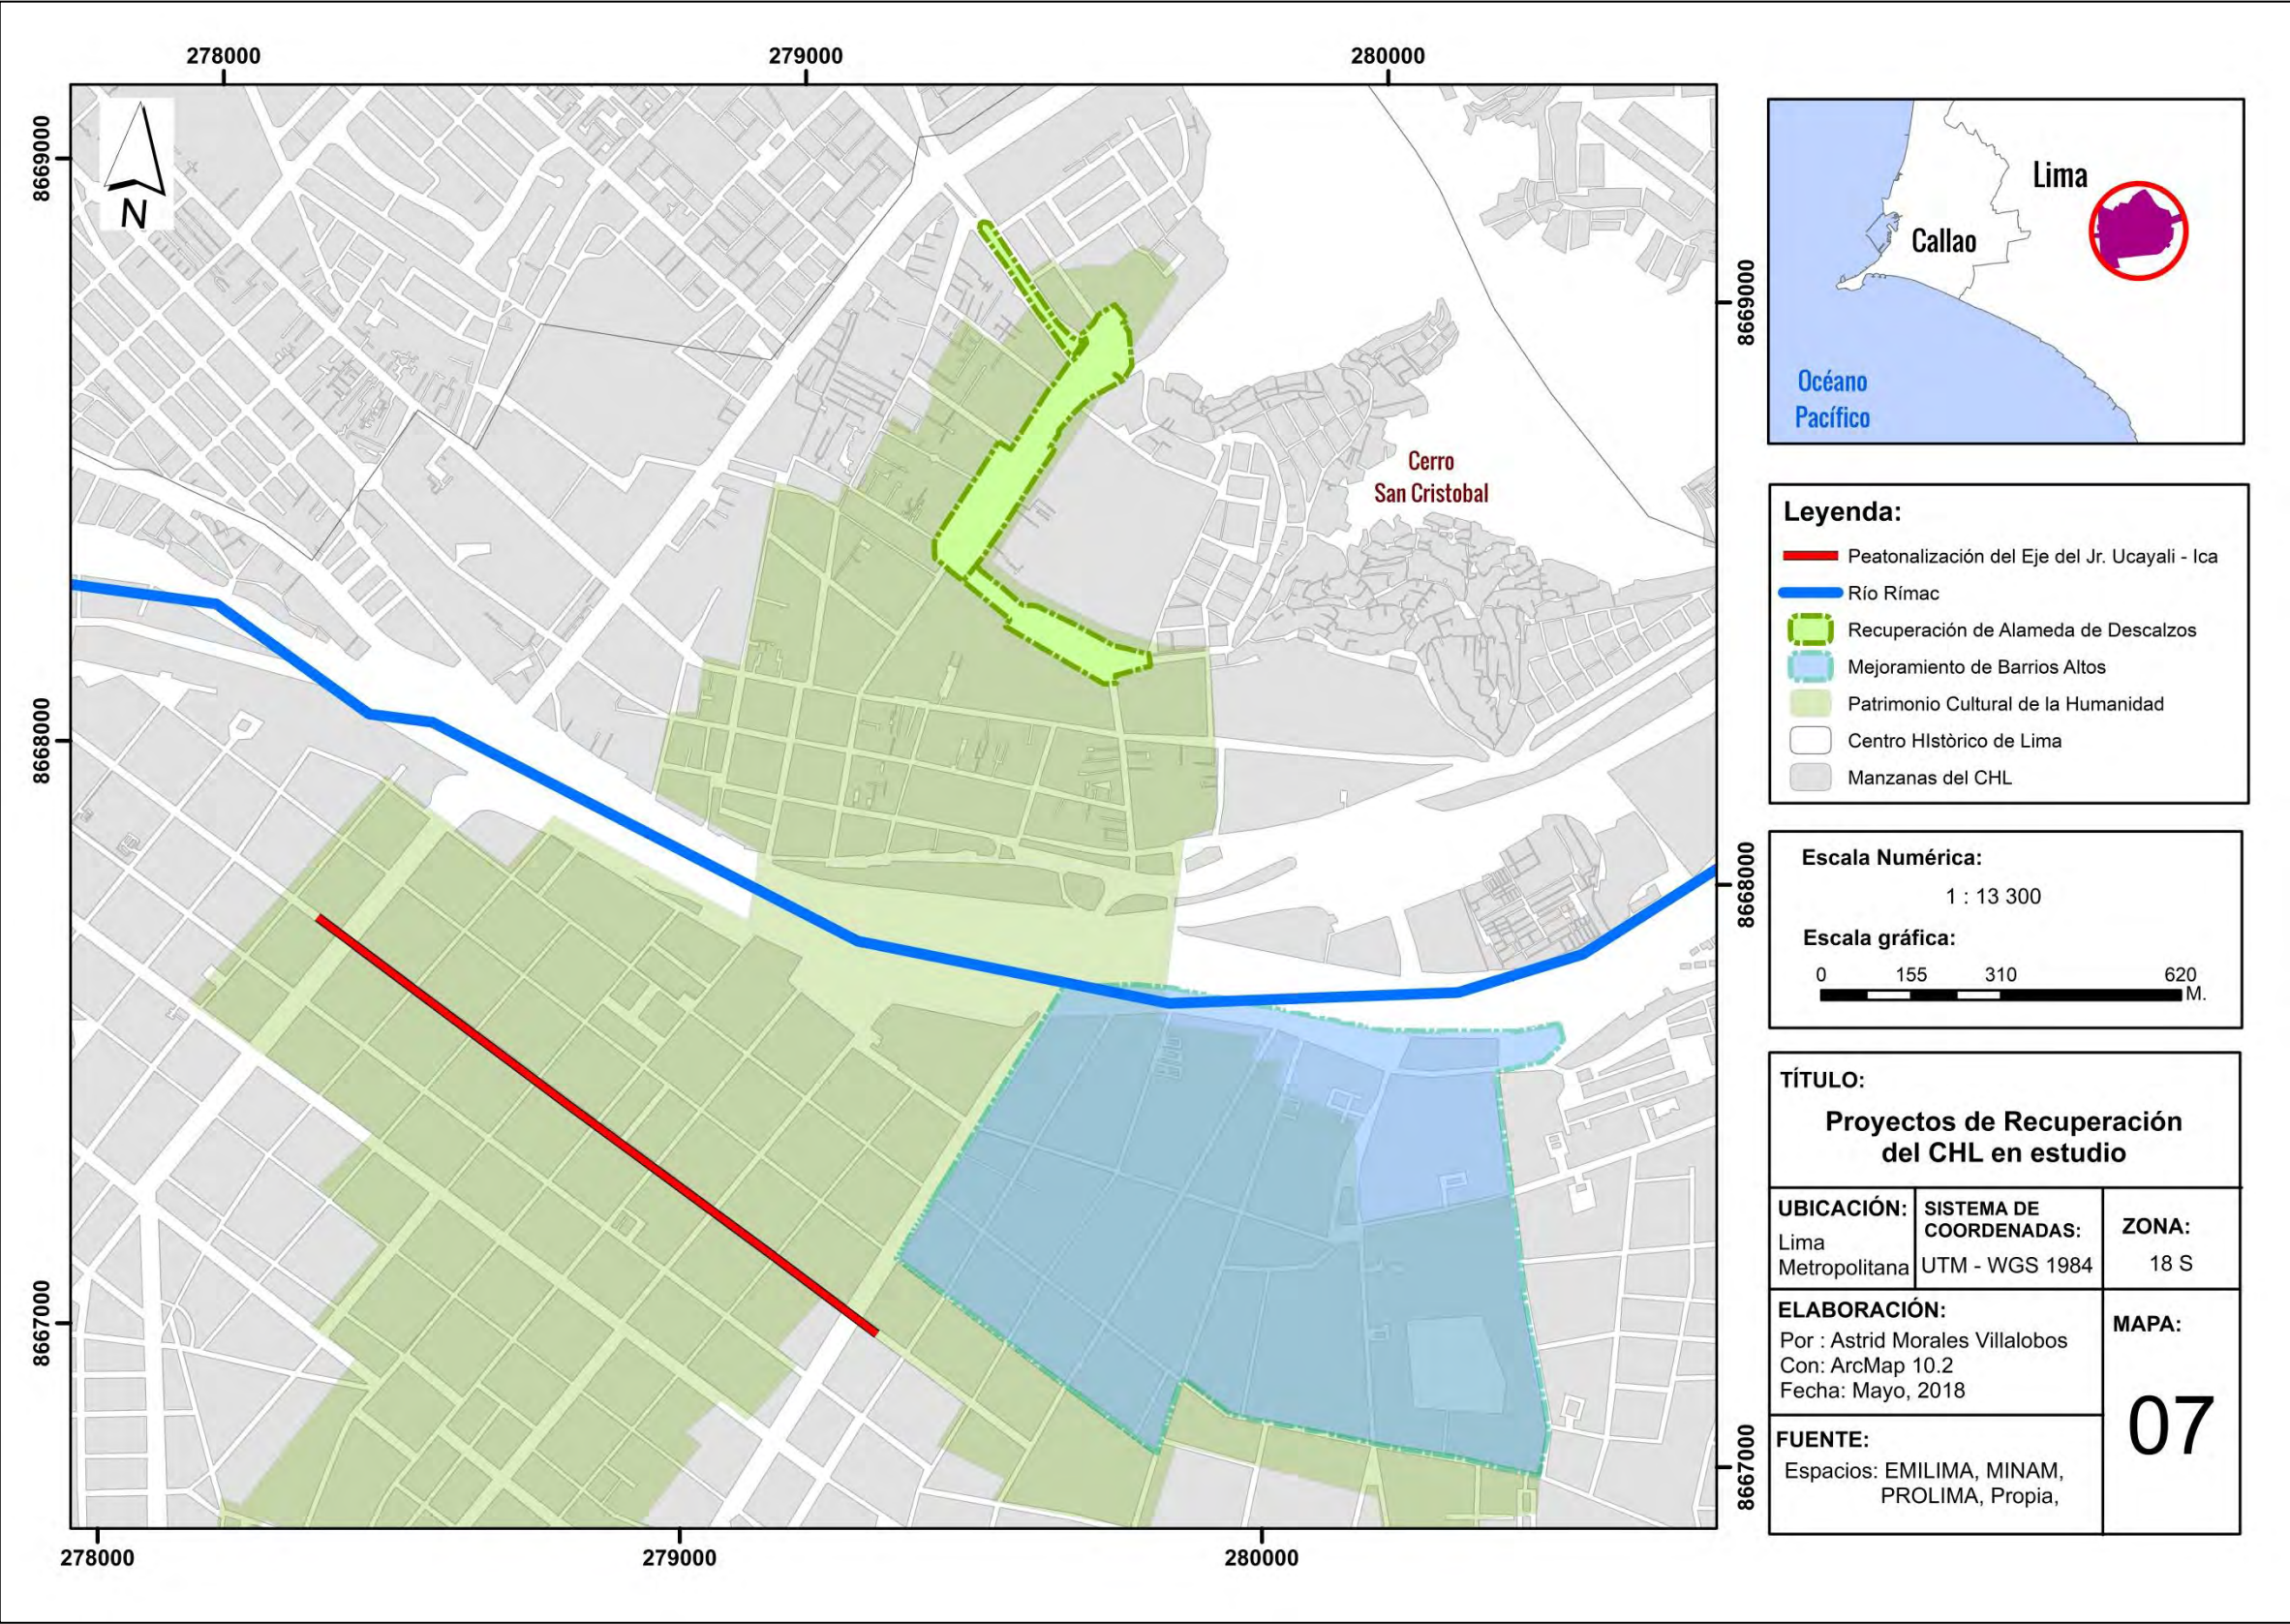 278000
279000
280000
8669000
8668000
8667000
N
Cerro
San Cristobal
8669000
8668000
8667000
278000
279000
280000
Lima
Callao
Océano
Pacífico
Leyenda:
Peatonalización del Eje del Jr. Ucayali - Ica
Río Rímac
Recuperación de Alameda de Descalzos
Mejoramiento de Barrios Altos
Patrimonio Cultural de la Humanidad
Centro HIstòrico de Lima
Manzanas del CHL
Escala Numérica:
1 : 13 300
Escala gráfica:
0 155 310 620
M.
TÍTULO:
Proyectos de Recuperación
del CHL en estudio
UBICACIÓN:
Lima
Metropolitana
SISTEMA DE
COORDENADAS:
UTM - WGS 1984
ZONA:
18 S
ELABORACIÓN:
Por : Astrid Morales Villalobos
Con: ArcMap 10.2
Fecha: Mayo, 2018
MAPA:
07
FUENTE:
Espacios: EMILIMA, MINAM,
PROLIMA, Propia,